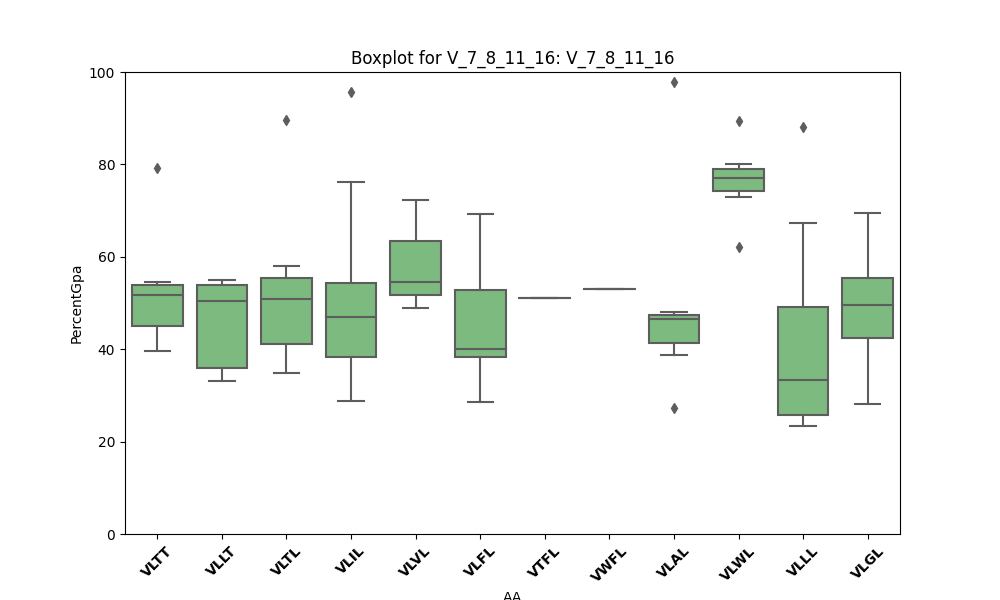 Boxplot for V_7_8_11_16: V_7_8_11_16
100
80
60
40
20
0
PercentGpa
VLTT VLLT VLTL VLIL VLVL VLFL VTFL VWFL VLAL VLWL VLLL VLGL
AA